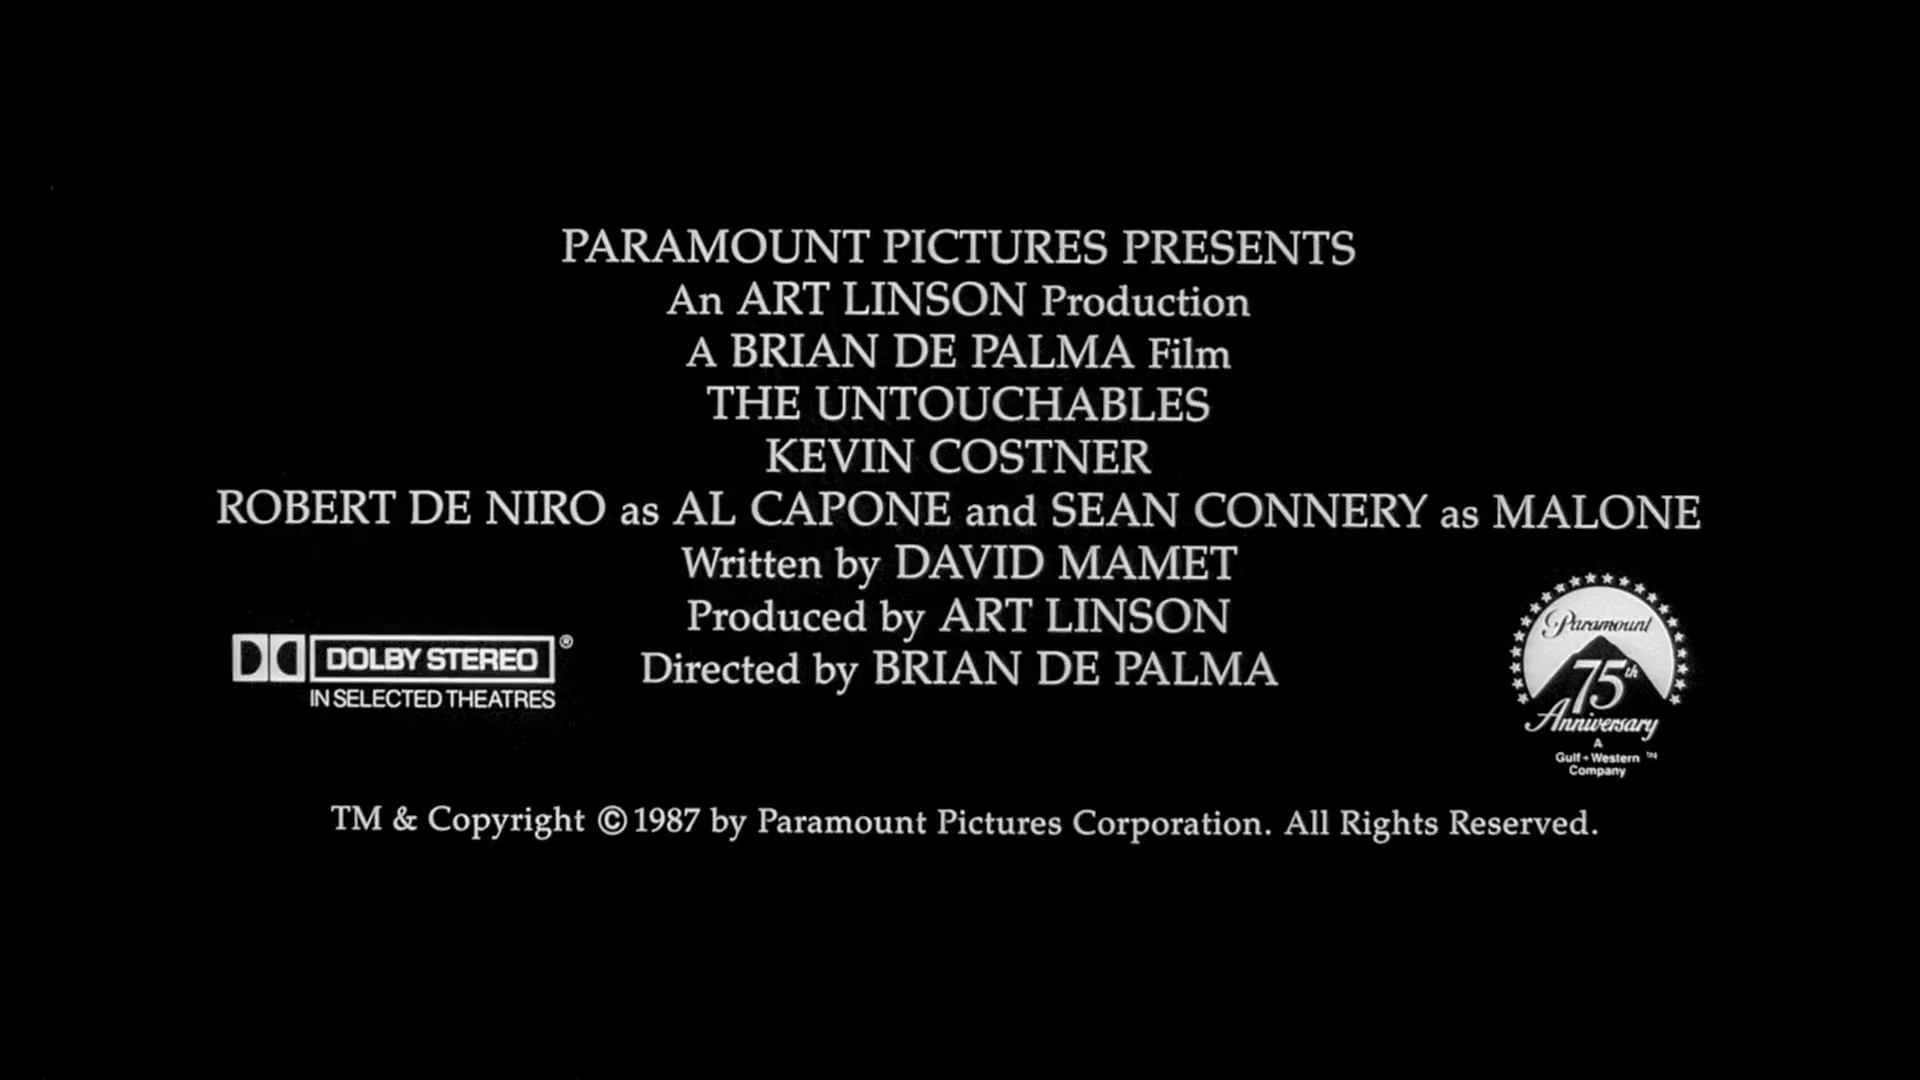 PARAMOUNT PICTURES PRESENTS
An ART LINSON Production
A BRIAN DE PALMA Film
THE UNTOUCHABLES
KEVIN COSTNER
ROBERT DE NIRO as AL CAPONE and SEAN CONNERY as MALONE
Written by DAVID MAMET
Produced by ART LINSON
Directed by BRIAN DE PALMA
DOLBY STEREO ®
IN SELECTED THEATRES
Paramount
75th
Anniversary
A
Gulf+Western ™
Company
TM & Copyright © 1987 by Paramount Pictures Corporation. All Rights Reserved.